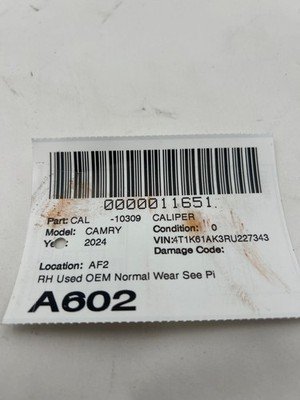 0000011651.
Part: CAL -10309 CALIPER
Model: CAMRY Condition: 0
Ye 2024 VIN:4T1K61AK3RU227343
Damage Code:
Location: AF2
RH Used OEM Normal Wear See Pi
A602